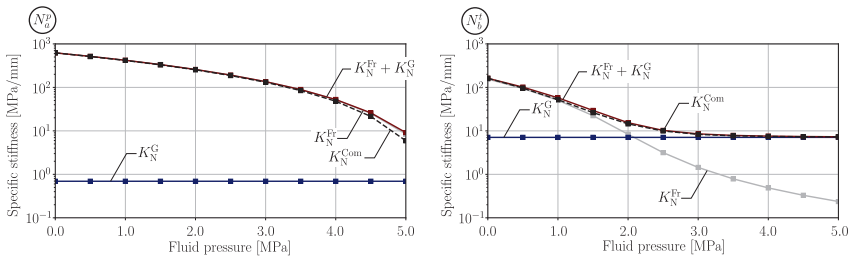 N_a^p
10^3
10^2
10^1
10^0
10^−1
Specific stiffness [MPa/mm]
K_N^Fr + K_N^G
K_N^Fr
K_N^Com
K_N^G
0.0 1.0 2.0 3.0 4.0 5.0
Fluid pressure [MPa]
N_b^t
10^3
10^2
10^1
10^0
10^−1
Specific stiffness [MPa/mm]
K_N^Fr + K_N^G
K_N^G
K_N^Com
K_N^Fr
0.0 1.0 2.0 3.0 4.0 5.0
Fluid pressure [MPa]